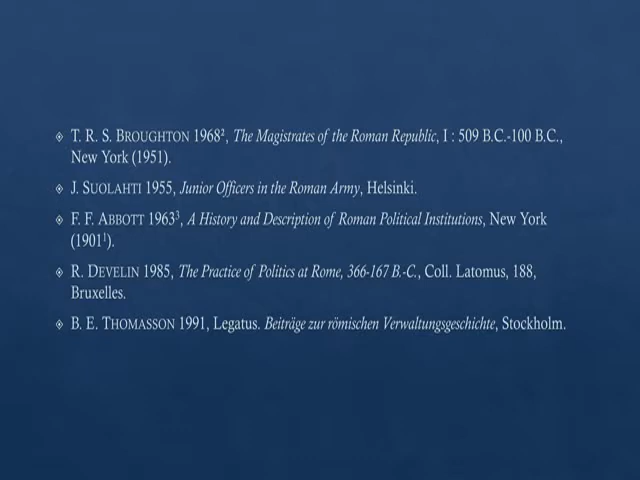 T. R. S. BROUGHTON 1968², The Magistrates of the Roman Republic, I : 509 B.C.-100 B.C.,
New York (1951).
J. SUOLAHTI 1955, Junior Officers in the Roman Army, Helsinki.
F. F. ABBOTT 1963³, A History and Description of Roman Political Institutions, New York
(1901¹).
R. DEVELIN 1985, The Practice of Politics at Rome, 366-167 B.-C., Coll. Latomus, 188,
Bruxelles.
B. E. THOMASSON 1991, Legatus. Beiträge zur römischen Verwaltungsgeschichte, Stockholm.